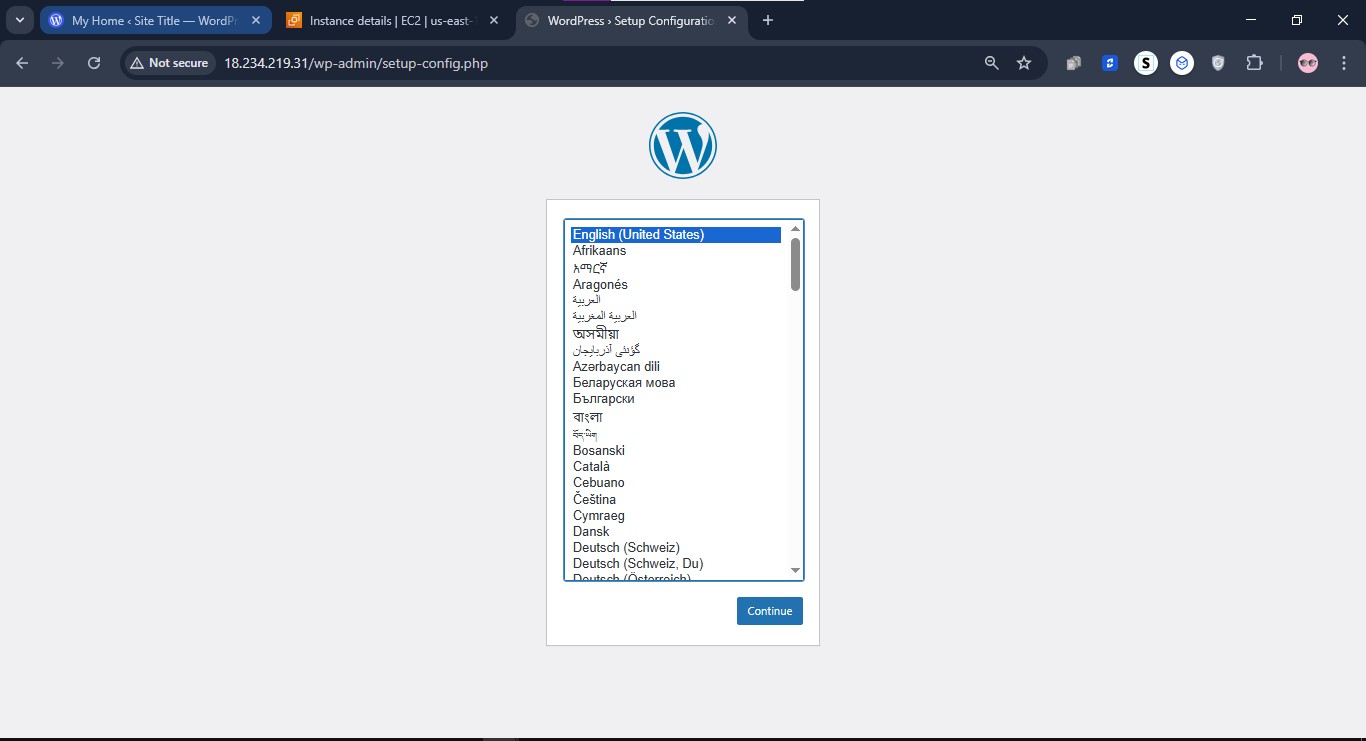 My Home ‹ Site Title — WordPr
Instance details | EC2 | us-east-1
WordPress › Setup Configuratio
Not secure
18.234.219.31/wp-admin/setup-config.php
S
English (United States)
Afrikaans
አማርኛ
Aragonés
العربية
العربية المغربية
অসমীয়া
گؤنئی آذربایجان
Azərbaycan dili
Беларуская мова
Български
বাংলা
བོད་ཡིག
Bosanski
Català
Cebuano
Čeština
Cymraeg
Dansk
Deutsch (Schweiz)
Deutsch (Schweiz, Du)
Deutsch (Österreich)
Continue